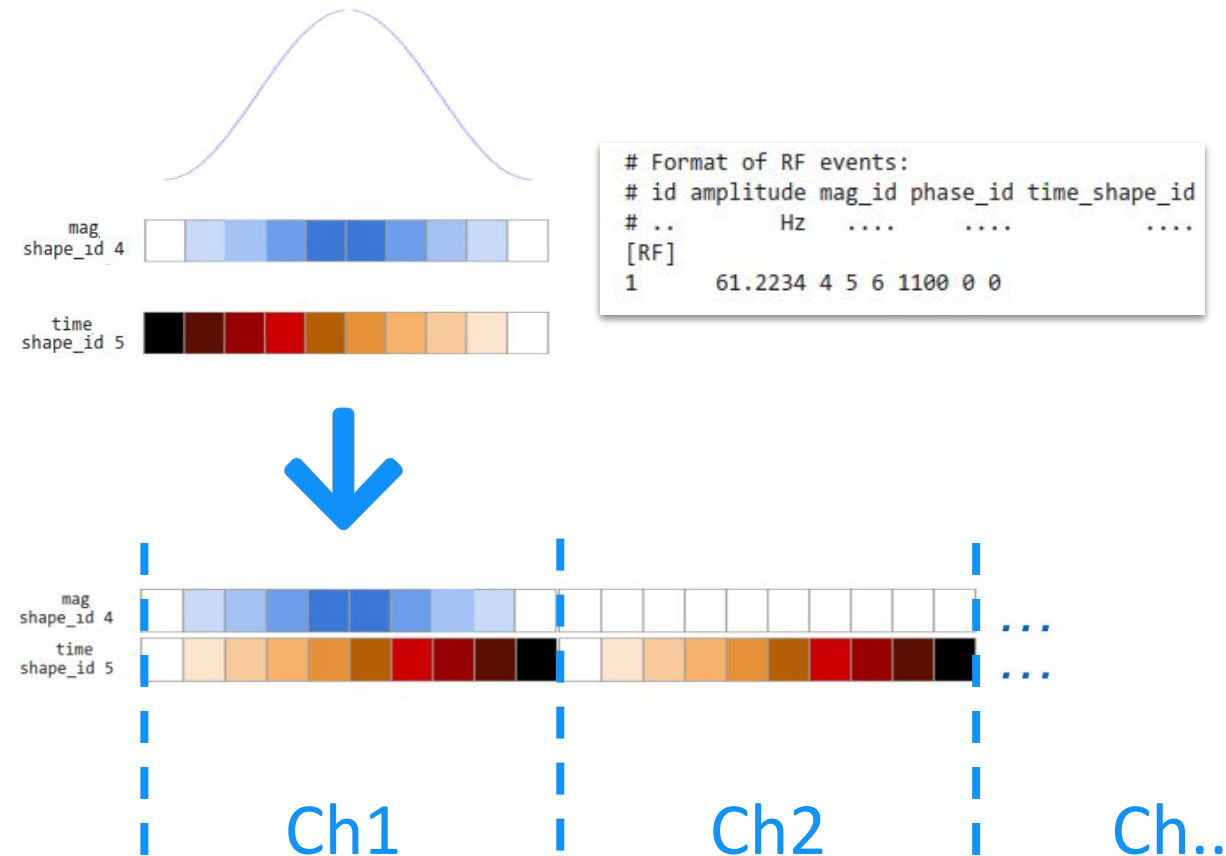 # Format of RF events:
# id amplitude mag_id phase_id time_shape_id
# ..        Hz   ....     ....          ....
[RF]
1      61.2234 4 5 6 1100 0 0
mag
shape_id 4
time
shape_id 5
mag
shape_id 4
...
time
shape_id 5
...
Ch1
Ch2
Ch..